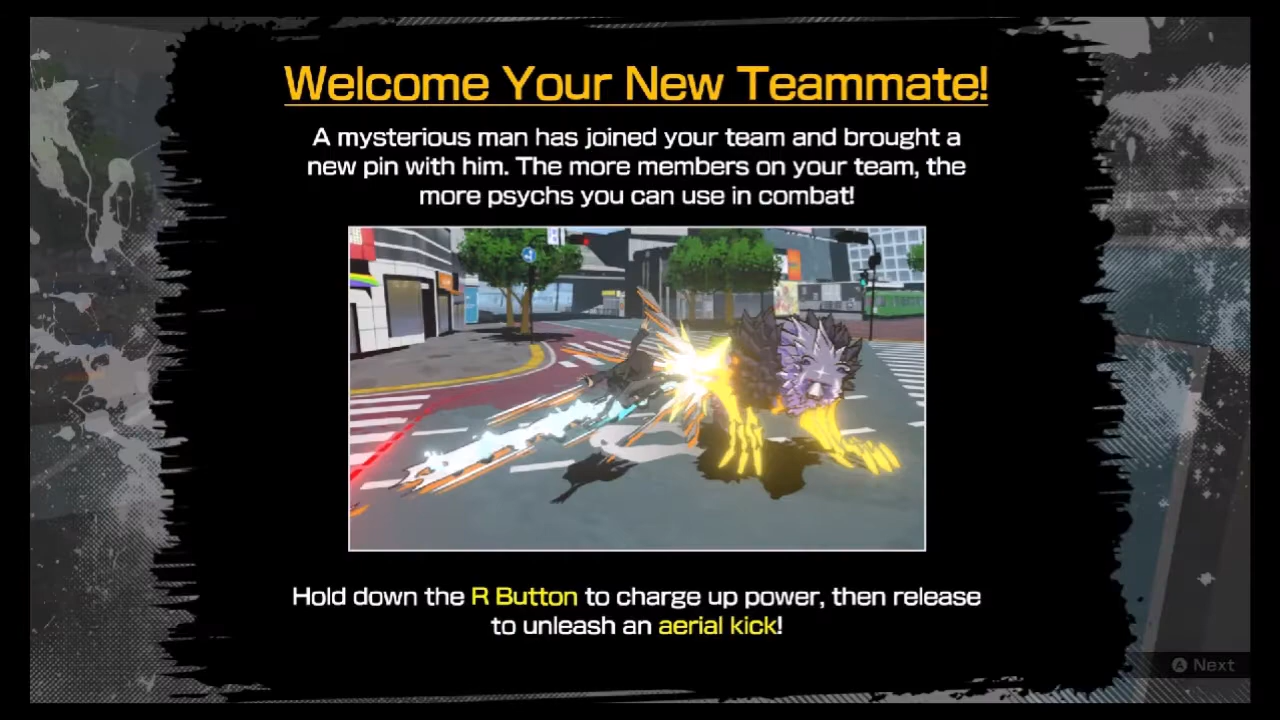 Welcome Your New Teammate!
A mysterious man has joined your team and brought a
new pin with him. The more members on your team, the
more psychs you can use in combat!
Hold down the R Button to charge up power, then release
to unleash an aerial kick!
A Next